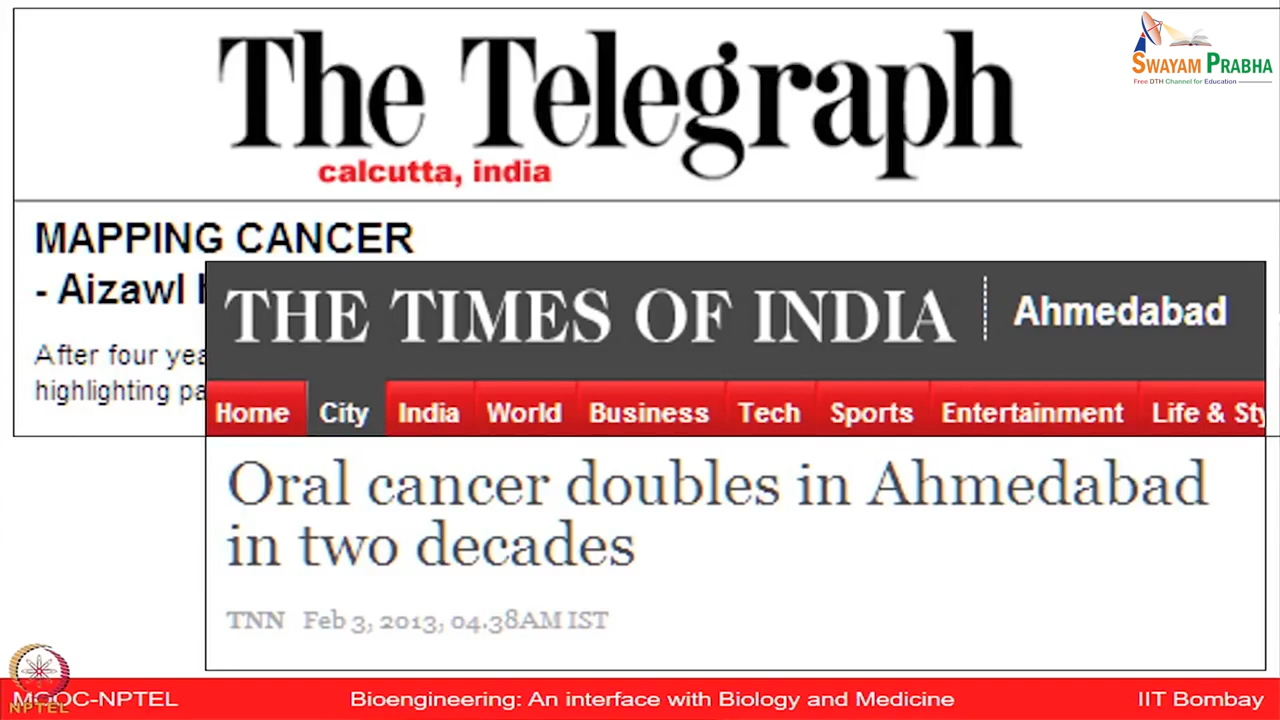 The Telegraph
calcutta, india
SWAYAM PRABHA
Free DTH Channel for Education
MAPPING CANCER
- Aizawl
After four
highlighting
THE TIMES OF INDIA
Ahmedabad
Home City India World Business Tech Sports Entertainment Life &
Oral cancer doubles in Ahmedabad
in two decades
TNN Feb 3, 2013, 04.38AM IST
MOOC-NPTEL Bioengineering: An interface with Biology and Medicine IIT Bombay
NPTEL